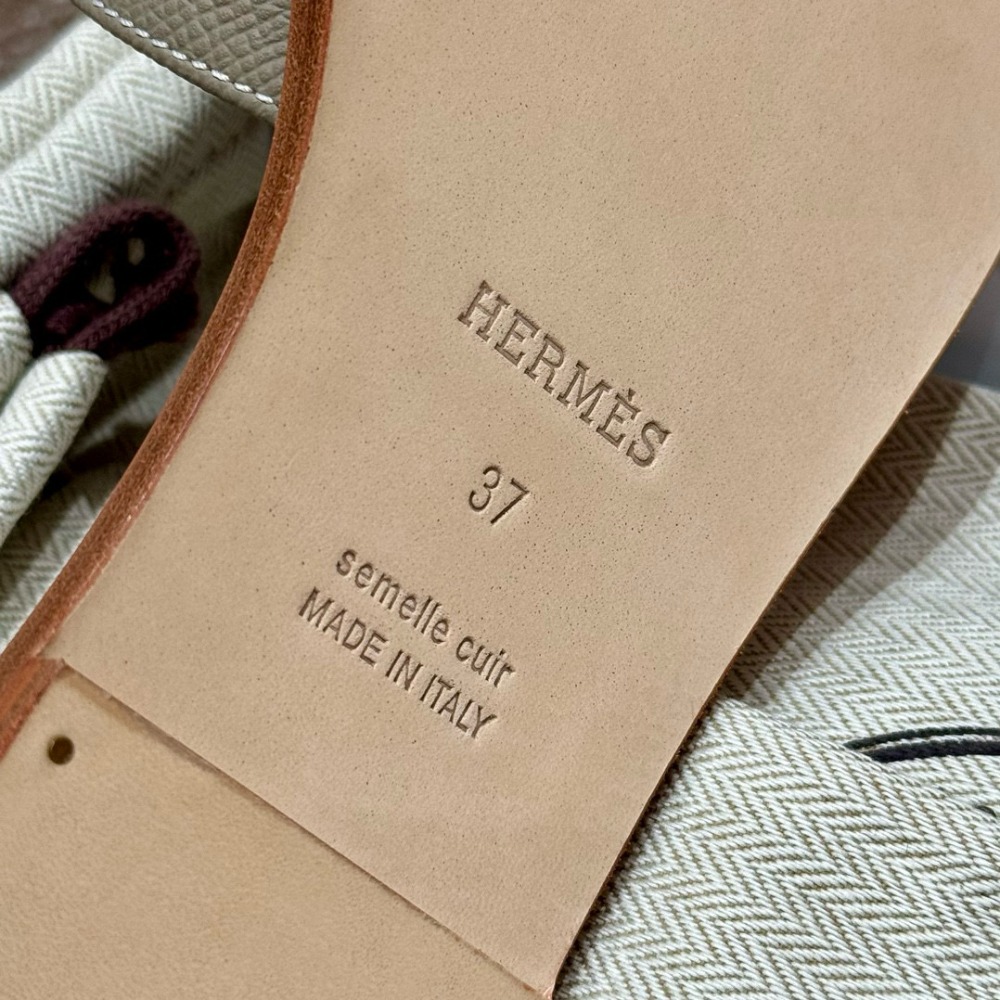 HERMÈS
37
semelle cuir
MADE IN ITALY